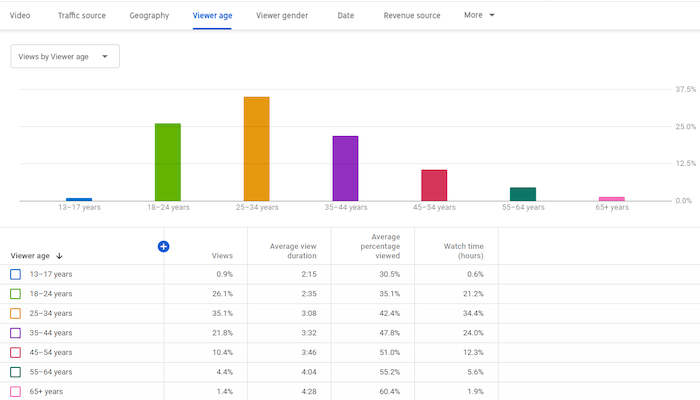 Video Traffic source Geography Viewer age Viewer gender Date Revenue source More
Views by Viewer age
37.5%
25.0%
12.5%
0.0%
13–17 years 18–24 years 25–34 years 35–44 years 45–54 years 55–64 years 65+ years
Viewer age Views Average view duration Average percentage viewed Watch time (hours)
13–17 years 0.9% 2:15 30.5% 0.6%
18–24 years 26.1% 2:35 35.1% 21.2%
25–34 years 35.1% 3:08 42.4% 34.4%
35–44 years 21.8% 3:32 47.8% 24.0%
45–54 years 10.4% 3:46 51.0% 12.3%
55–64 years 4.4% 4:04 55.2% 5.6%
65+ years 1.4% 4:28 60.4% 1.9%